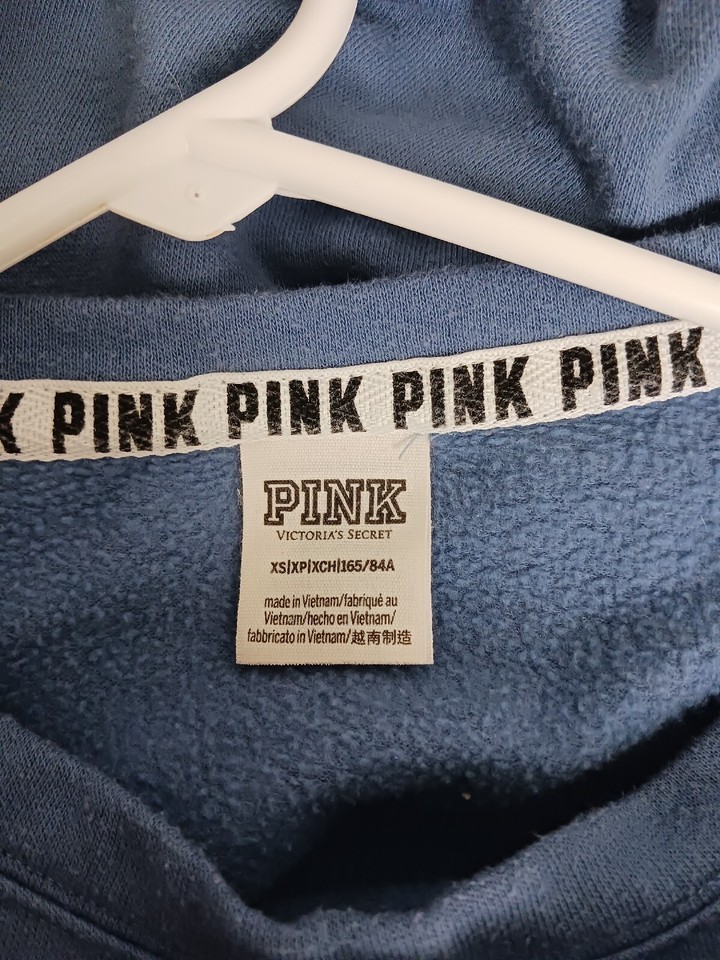 K PINK PINK PINK PINK
PINK
VICTORIA'S SECRET
XS|XP|XCH|165/84A
made in Vietnam/fabriqué au
Vietnam/hecho en Vietnam/
fabbricato in Vietnam/越南制造